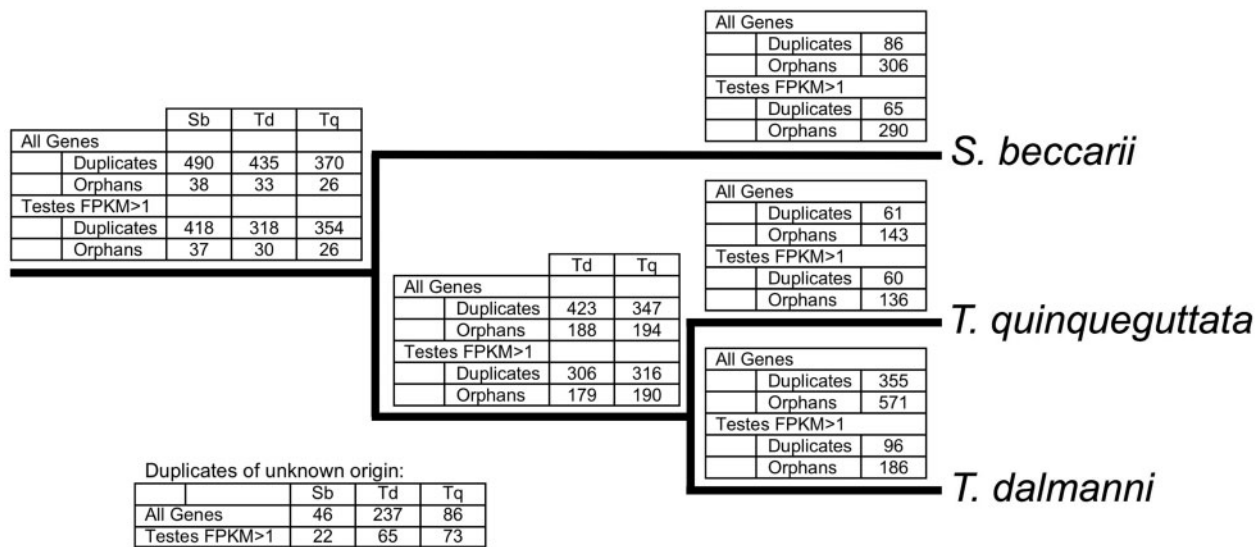 All Genes
Duplicates 86
Orphans 306
Testes FPKM>1
Duplicates 65
Orphans 290
S. beccarii
Sb Td Tq
All Genes
Duplicates 490 435 370
Orphans 38 33 26
Testes FPKM>1
Duplicates 418 318 354
Orphans 37 30 26
All Genes
Duplicates 61
Orphans 143
Testes FPKM>1
Duplicates 60
Orphans 136
T. quinqueguttata
Td Tq
All Genes
Duplicates 423 347
Orphans 188 194
Testes FPKM>1
Duplicates 306 316
Orphans 179 190
All Genes
Duplicates 355
Orphans 571
Testes FPKM>1
Duplicates 96
Orphans 186
T. dalmanni
Duplicates of unknown origin:
Sb Td Tq
All Genes 46 237 86
Testes FPKM>1 22 65 73